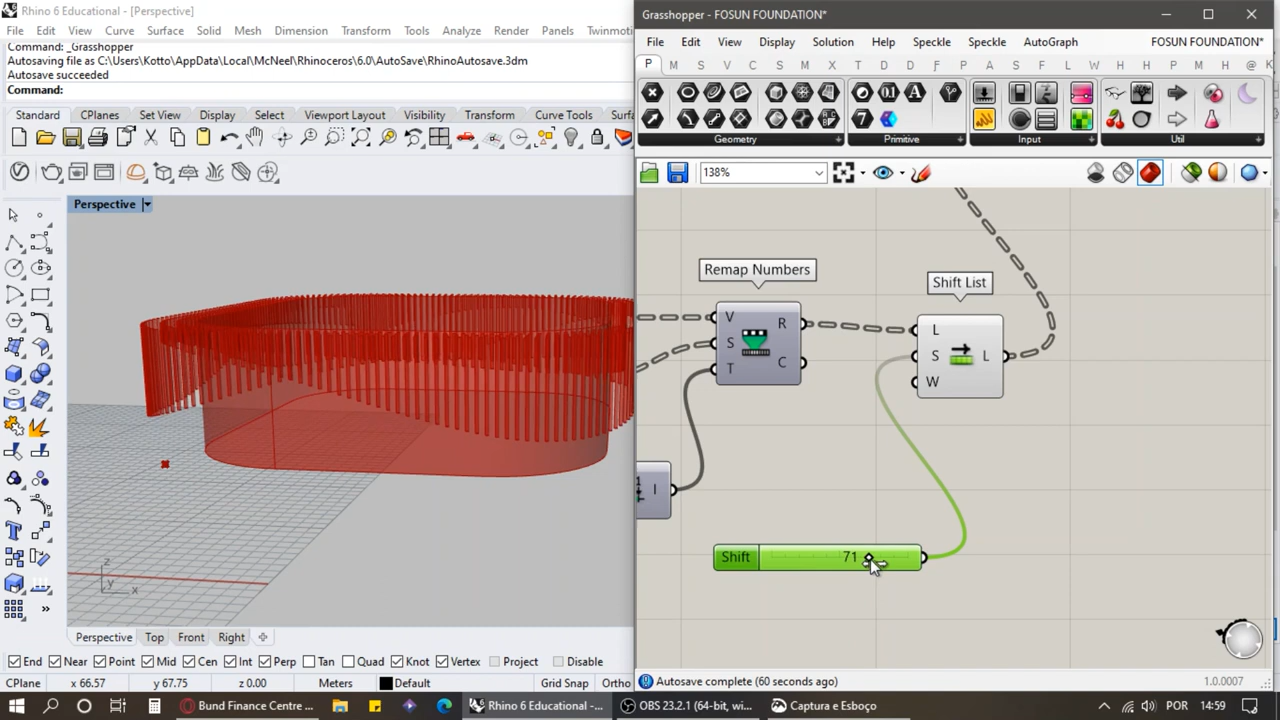 Rhino 6 Educational - [Perspective]
File Edit View Curve Surface Solid Mesh Dimension Transform Tools Analyze Render Panels Twinmoti
Command: _Grasshopper
Autosaving file as C:\Users\Kotto\AppData\Local\McNeel\Rhinoceros\6.0\AutoSave\RhinoAutosave.3dm
Autosave succeeded
Command:
Standard CPlanes Set View Display Select Viewport Layout Visibility Transform Curve Tools Surfa
Perspective
z
y
x
Perspective Top Front Right
End Near Point Mid Cen Int Perp Tan Quad Knot Vertex Project Disable
CPlane x 66.57 y 67.75 z 0.00 Meters Default Grid Snap Ortho
Grasshopper - FOSUN FOUNDATION*
File Edit View Display Solution Help Speckle Speckle AutoGraph FOSUN FOUNDATION*
P M S V C S M X T D D F P D A E F L W H H P M H @ K
Geometry Primitive Input Util
138%
Remap Numbers
V
S
T
R
C
Shift List
L
S
W
L
I
Shift 71
Autosave complete (60 seconds ago) 1.0.0007
Bund Finance Centre ... Rhino 6 Educational -... OBS 23.2.1 (64-bit, wi... Captura e Esboço POR 14:59